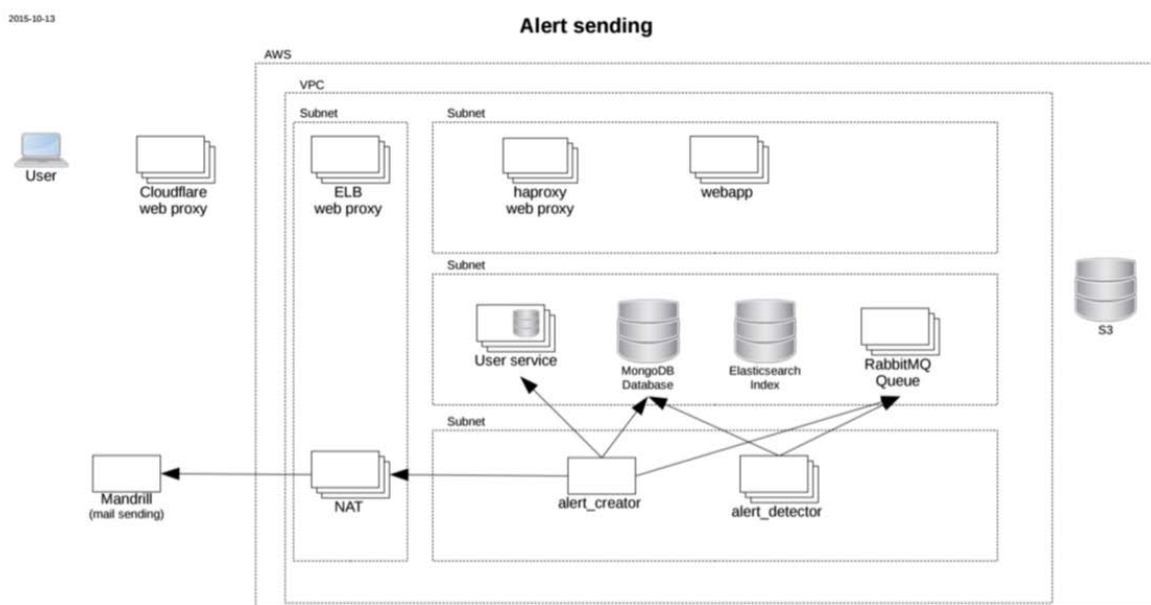 2015-10-13
Alert sending
AWS
VPC
Subnet
Subnet
User
Cloudflare
web proxy
ELB
web proxy
haproxy
web proxy
webapp
Subnet
S3
User service
MongoDB
Database
Elasticsearch
Index
RabbitMQ
Queue
Subnet
Mandrill
(mail sending)
NAT
alert_creator
alert_detector